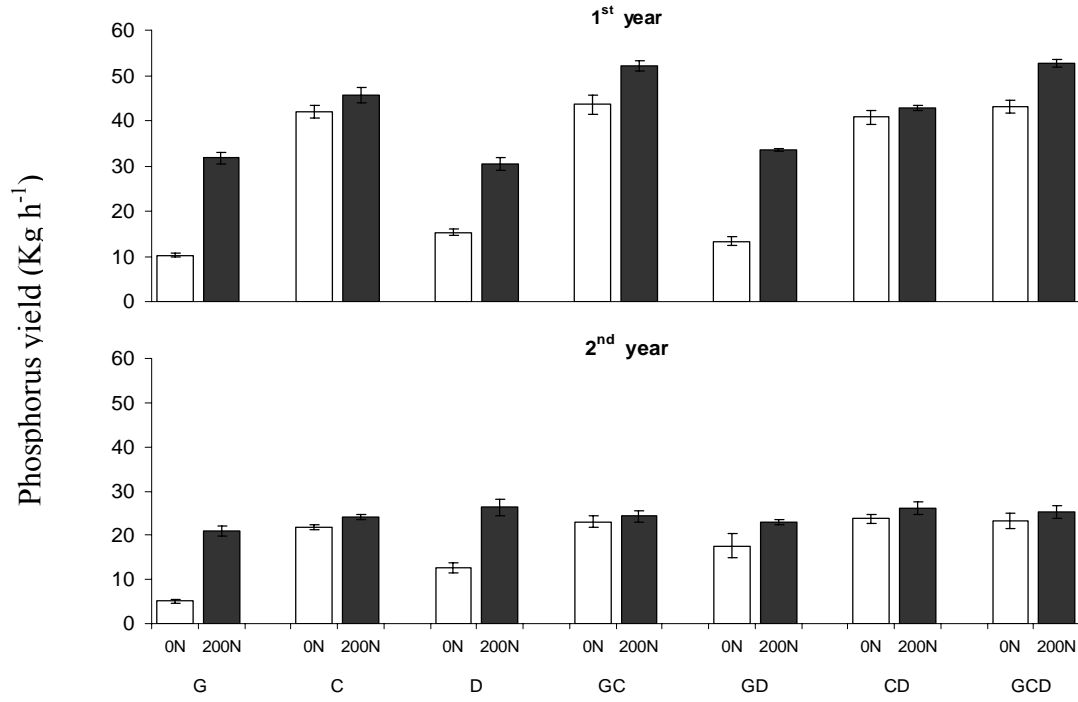 1st year
60
50
40
30
20
10
0
Phosphorus yield (Kg h-1)
2nd year
60
50
40
30
20
10
0
0N 200N 0N 200N 0N 200N 0N 200N 0N 200N 0N 200N 0N 200N
G C D GC GD CD GCD